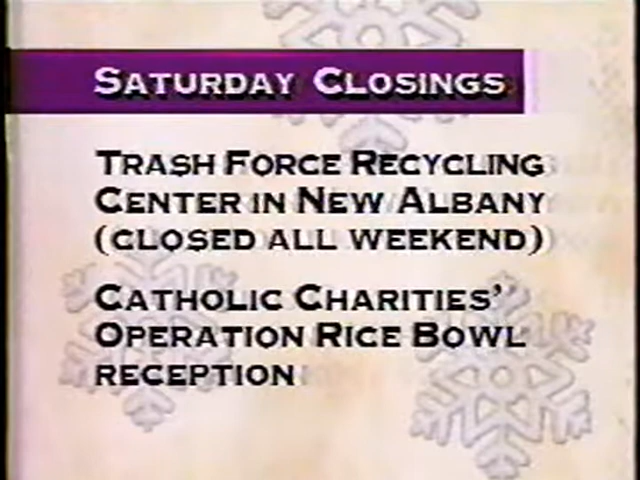 SATURDAY CLOSINGS
TRASH FORCE RECYCLING
CENTER IN NEW ALBANY
(CLOSED ALL WEEKEND)
CATHOLIC CHARITIES'
OPERATION RICE BOWL
RECEPTION